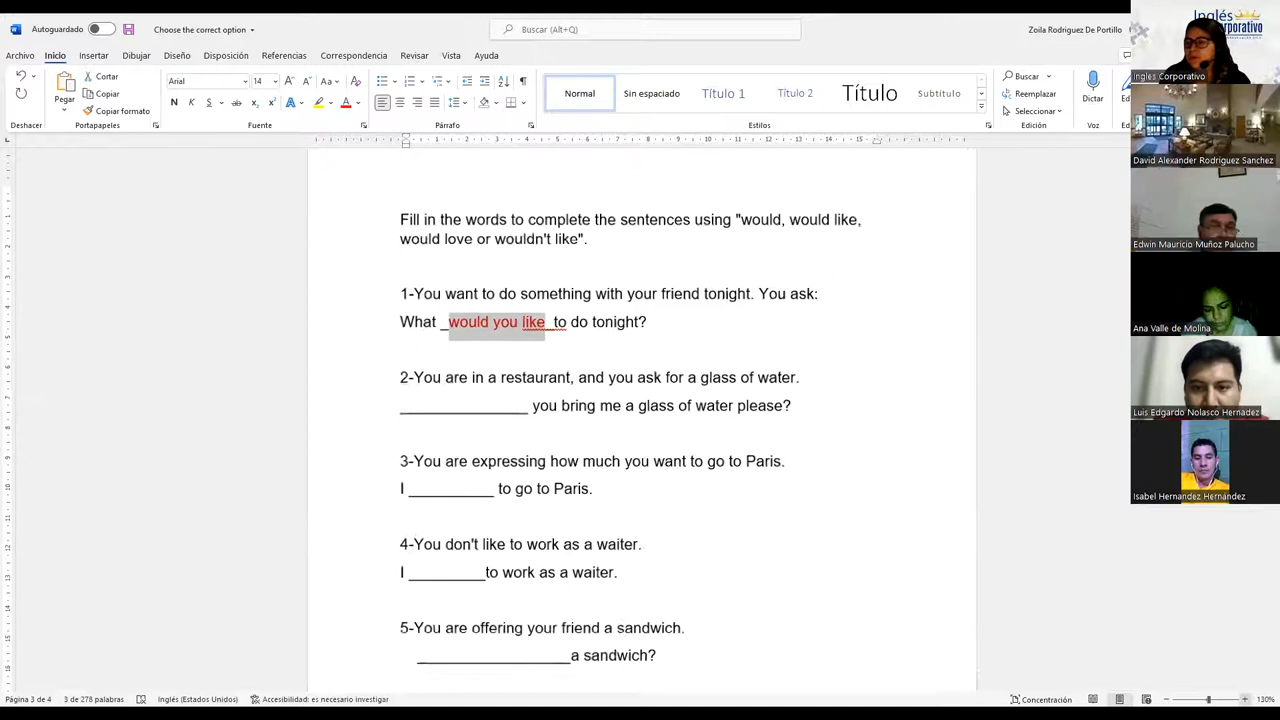 Autoguardado
Choose the correct option
Buscar (Alt+Q)
Zoila Rodriguez De Portillo
Archivo Inicio Insertar Dibujar Diseño Disposición Referencias Correspondencia Revisar Vista Ayuda
Pegar
Cortar
Copiar
Copiar formato
Arial 14
Normal
Sin espaciado
Título 1
Título 2
Título
Subtítulo
Buscar
Reemplazar
Seleccionar
Dictar
Deshacer Portapapeles Fuente Párrafo Estilos Edición Voz
Fill in the words to complete the sentences using "would, would like,
would love or wouldn't like".
1-You want to do something with your friend tonight. You ask:
What _would you like_to do tonight?
2-You are in a restaurant, and you ask for a glass of water.
_______________ you bring me a glass of water please?
3-You are expressing how much you want to go to Paris.
I __________ to go to Paris.
4-You don't like to work as a waiter.
I _________to work as a waiter.
5-You are offering your friend a sandwich.
__________________a sandwich?
Página 3 de 4 3 de 278 palabras Inglés (Estados Unidos) Accesibilidad: es necesario investigar
Concentración
130%
Inglés
Corporativo
Ingles Corporativo
David Alexander Rodriguez Sanchez
Edwin Mauricio Muñoz Palucho
Ana Valle de Molina
Luis Edgardo Nolasco Hernadez
Isabel Hernandez Hernández